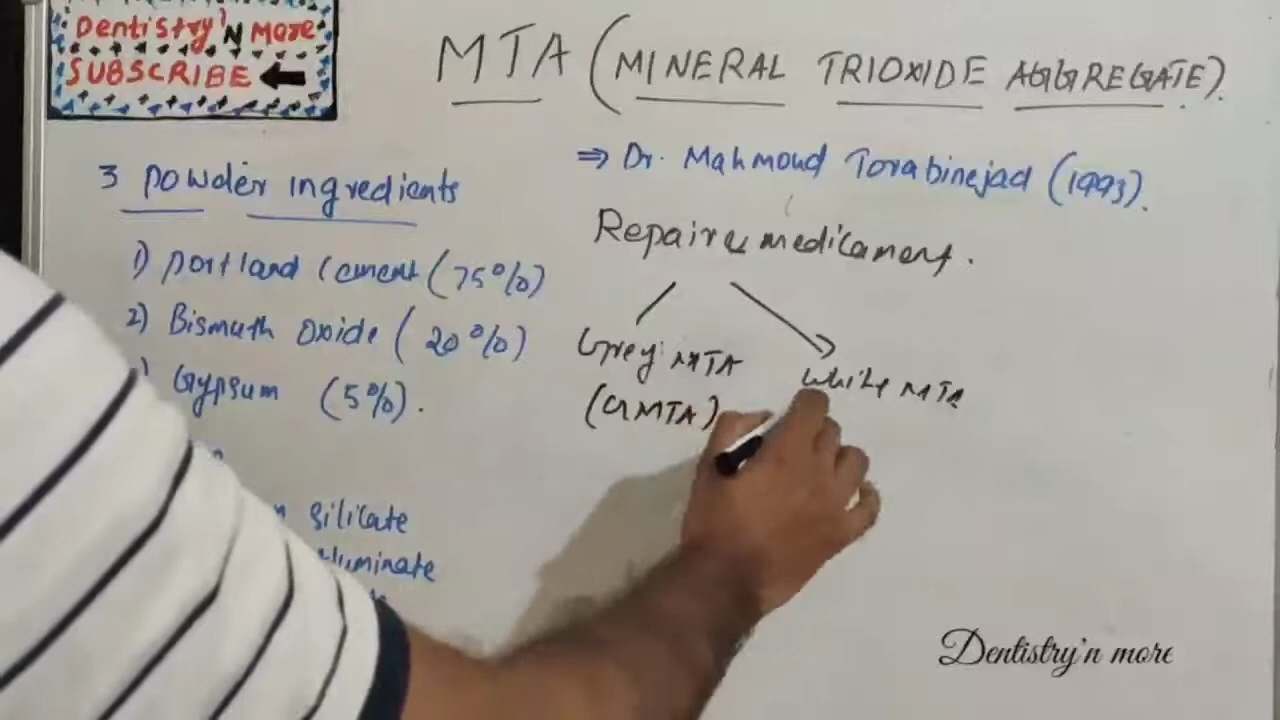 Dentistry'N More
SUBSCRIBE
MTA (MINERAL TRIOXIDE AGGREGATE).
3 powder ingredients
1) portland cement (75%)
2) Bismuth Oxide (20%)
) Gypsum (5%).
silicate
luminate
⇒ Dr. Mahmoud Torabinejad (1993).
Repair medicament.
Grey MTA
(GMTA)
White MTA
Dentistry'n more